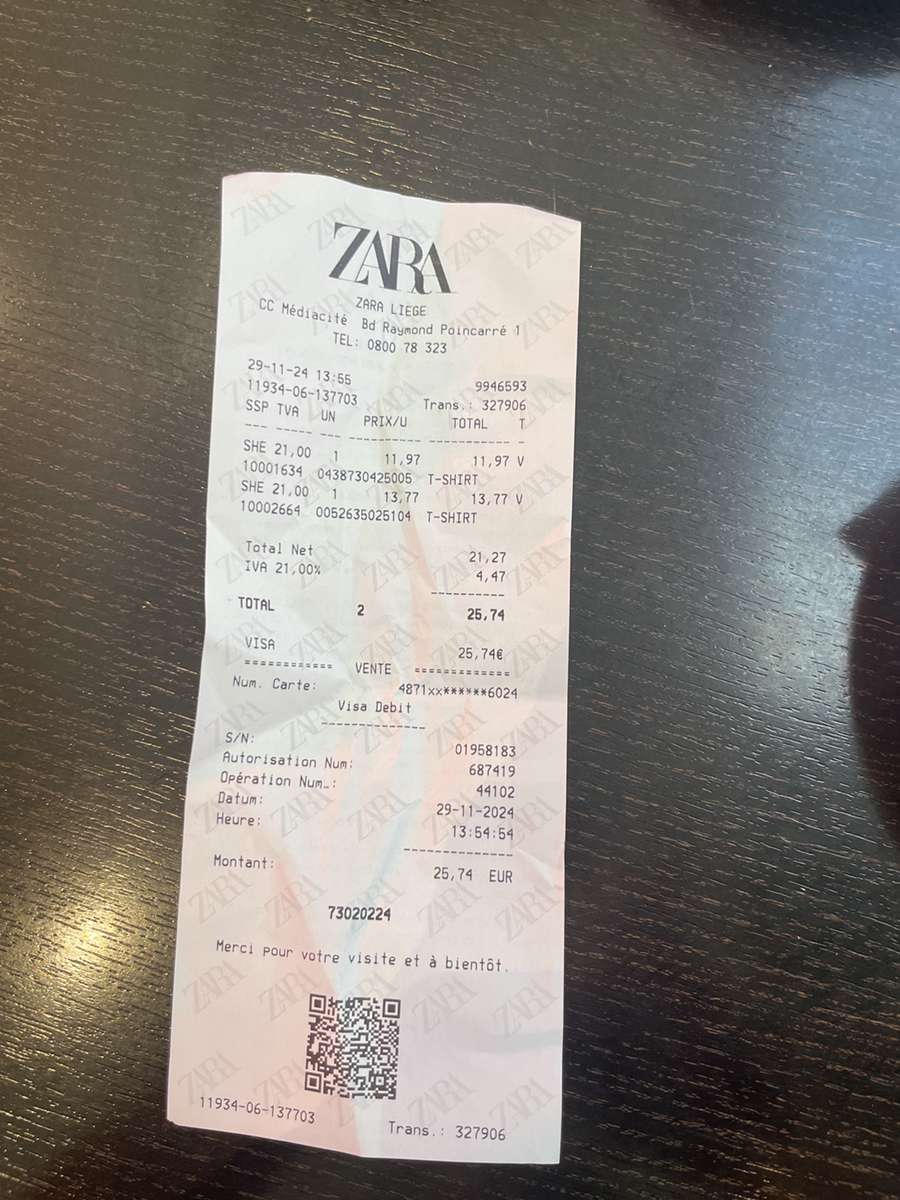 ZARA
ZARA LIEGE
CC Médiacité Bd Raymond Poincarré 1
TEL: 0800 78 323
29-11-24 13:55 9946593
11934-06-137703 Trans.: 327906
SSP TVA UN PRIX/U TOTAL T
--- ----- --- ---------- ----------- -
SHE 21,00 1 11,97 11,97 V
10001634 0438730425005 T-SHIRT
SHE 21,00 1 13,77 13,77 V
10002664 0052635025104 T-SHIRT
Total Net 21,27
IVA 21,00% 4,47
----------
TOTAL 2 25,74
VISA 25,74€
============ VENTE =============
Num. Carte: 4871xx******6024
Visa Debit
--------------
S/N: 01958183
Autorisation Num: 687419
Opération Num…: 44102
Datum: 29-11-2024
Heure: 13:54:54
---------------
Montant: 25,74 EUR
73020224
Merci pour votre visite et à bientôt.
11934-06-137703 Trans.: 327906